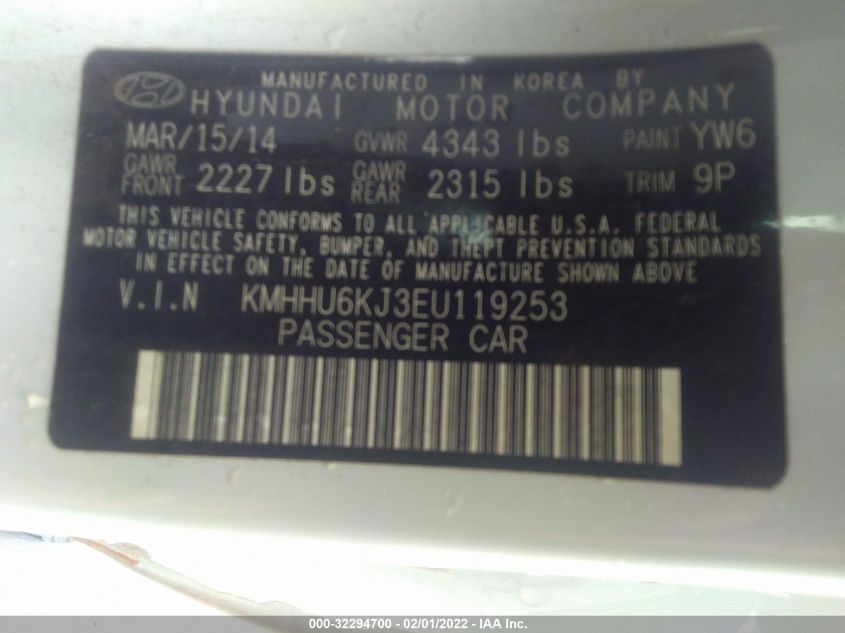 MANUFACTURED IN KOREA BY
HYUNDAI MOTOR COMPANY
MAR/15/14 GVWR 4343 lbs PAINT YW6
GAWR FRONT 2227 lbs GAWR REAR 2315 lbs TRIM 9P
THIS VEHICLE CONFORMS TO ALL APPLICABLE U.S.A. FEDERAL
MOTOR VEHICLE SAFETY, BUMPER, AND THEFT PREVENTION STANDARDS
IN EFFECT ON THE DATE OF MANUFACTURE SHOWN ABOVE
V.I.N KMHHU6KJ3EU119253
PASSENGER CAR
000-32294700 - 02/01/2022 - IAA Inc.